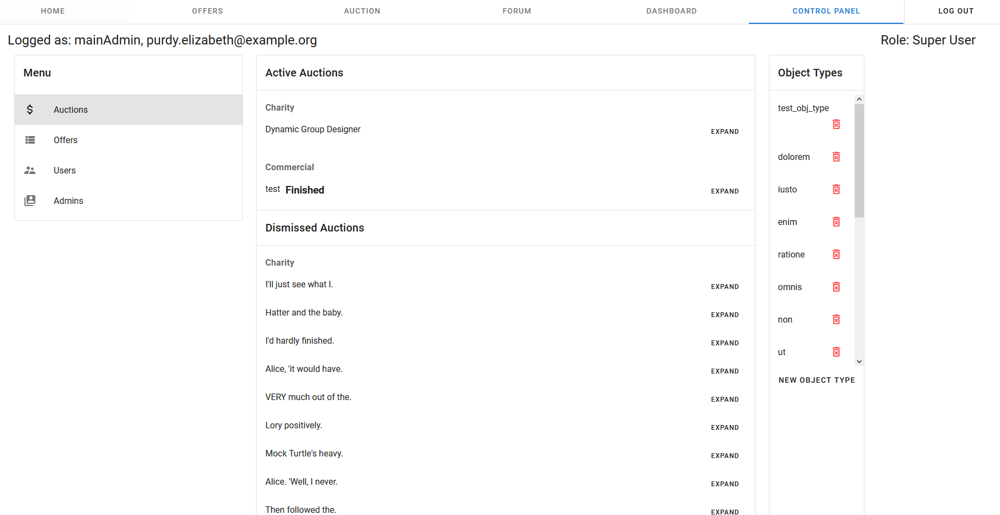 HOME OFFERS AUCTION FORUM DASHBOARD CONTROL PANEL LOG OUT
Logged as: mainAdmin, purdy.elizabeth@example.org Role: Super User
Menu
Auctions
Offers
Users
Admins
Active Auctions
Charity
Dynamic Group Designer EXPAND
Commercial
test Finished EXPAND
Dismissed Auctions
Charity
I'll just see what I. EXPAND
Hatter and the baby. EXPAND
I'd hardly finished. EXPAND
Alice, 'it would have. EXPAND
VERY much out of the. EXPAND
Lory positively. EXPAND
Mock Turtle's heavy. EXPAND
Alice. 'Well, I never. EXPAND
Then followed the. EXPAND
Object Types
test_obj_type
dolorem
iusto
enim
ratione
omnis
non
ut
NEW OBJECT TYPE